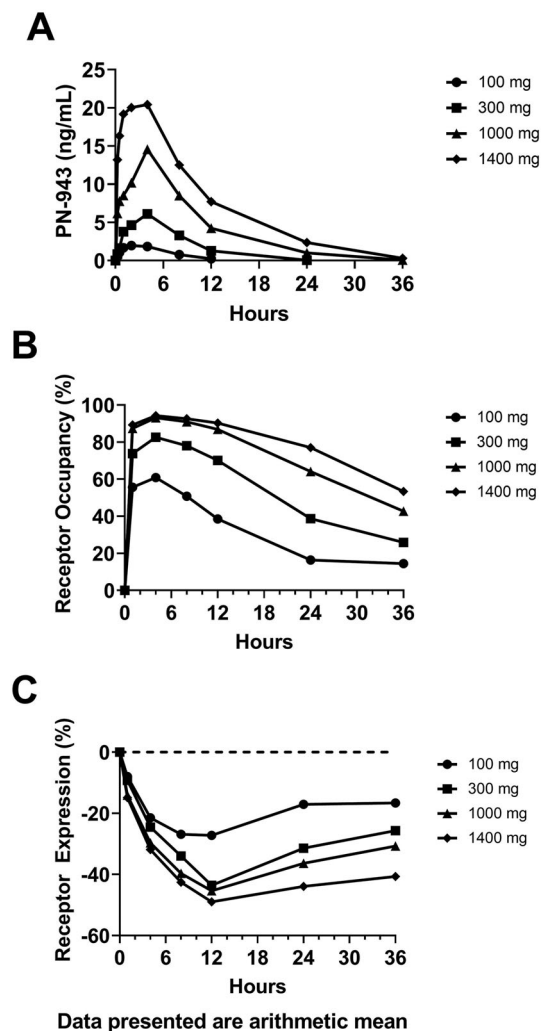 A
PN-943 (ng/mL)
25
20
15
10
5
0
0 6 12 18 24 30 36
Hours
100 mg
300 mg
1000 mg
1400 mg
B
Receptor Occupancy (%)
100
80
60
40
20
0
0 6 12 18 24 30 36
Hours
100 mg
300 mg
1000 mg
1400 mg
C
Receptor Expression (%)
0
-20
-40
-60
0 6 12 18 24 30 36
Hours
100 mg
300 mg
1000 mg
1400 mg
Data presented are arithmetic mean